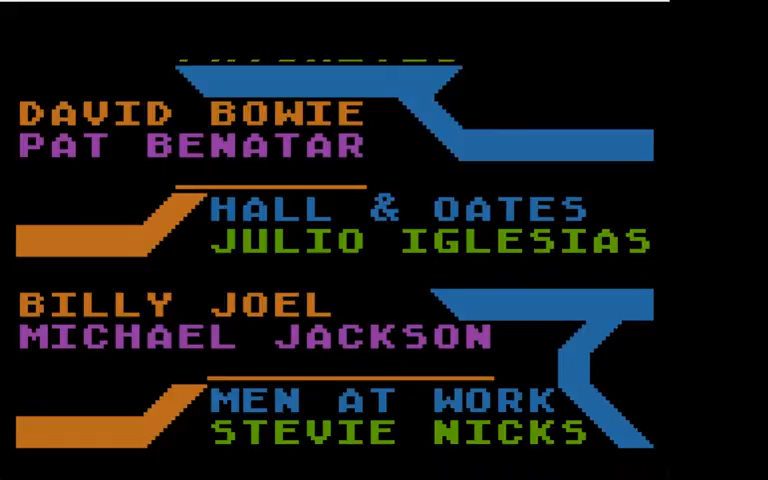 DAVID BOWIE
PAT BENATAR
HALL & OATES
JULIO IGLESIAS
BILLY JOEL
MICHAEL JACKSON
MEN AT WORK
STEVIE NICKS